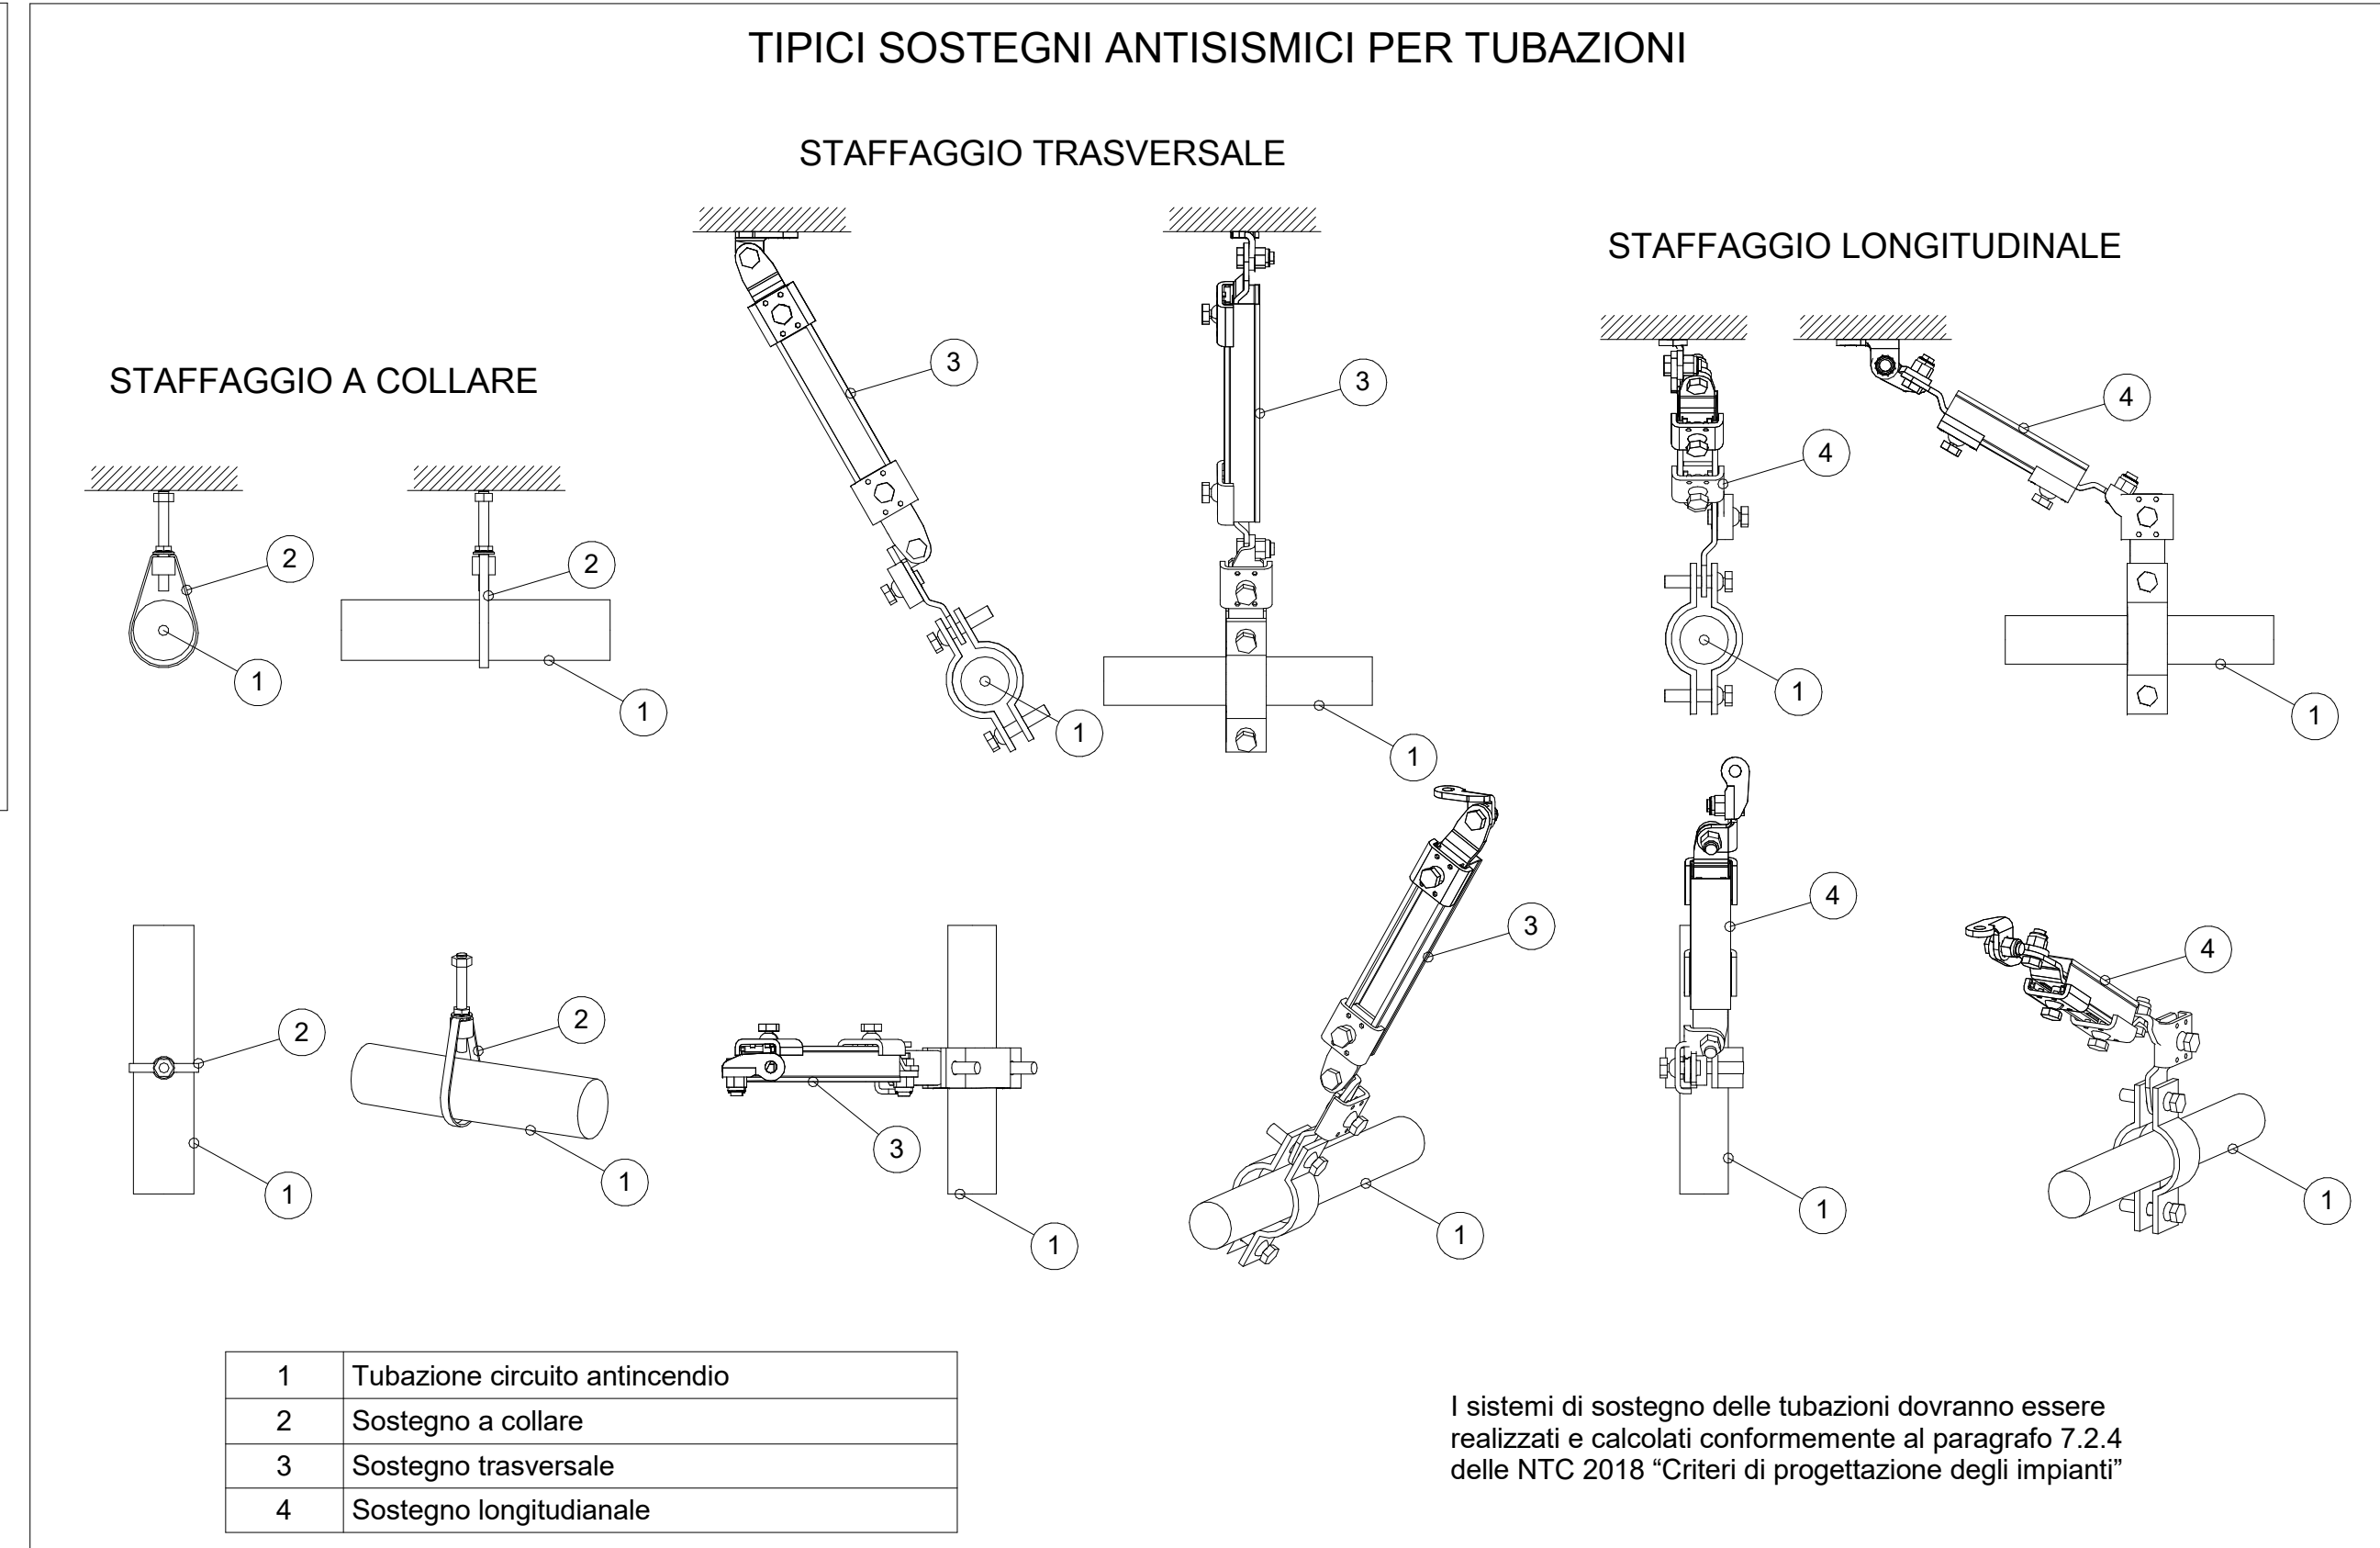 TIPICI SOSTEGNI ANTISISMICI PER TUBAZIONI
STAFFAGGIO TRASVERSALE
STAFFAGGIO LONGITUDINALE
STAFFAGGIO A COLLARE
3
3
4
4
2
2
1
1
1
1
1
1
3
4
4
2
2
3
1
1
1
1
1
1
1 Tubazione circuito antincendio
2 Sostegno a collare
3 Sostegno trasversale
4 Sostegno longitudianale
I sistemi di sostegno delle tubazioni dovranno essere
realizzati e calcolati conformemente al paragrafo 7.2.4
delle NTC 2018 “Criteri di progettazione degli impianti”